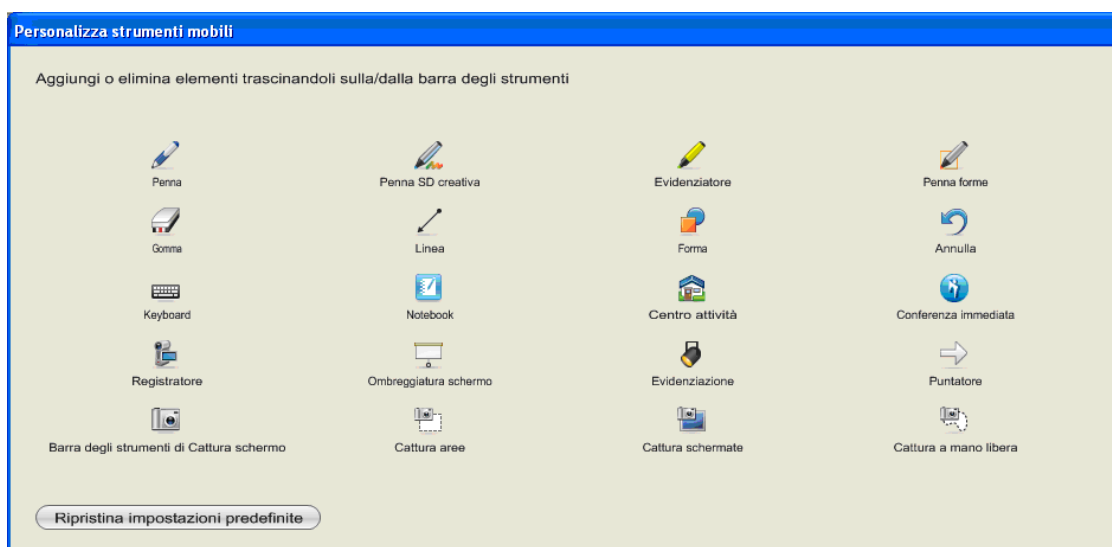 Personalizza strumenti mobili
Aggiungi o elimina elementi trascinandoli sulla/dalla barra degli strumenti
Penna
Penna SD creativa
Evidenziatore
Penna forme
Gomma
Linea
Forma
Annulla
Keyboard
Notebook
Centro attività
Conferenza immediata
Registratore
Ombreggiatura schermo
Evidenziazione
Puntatore
Barra degli strumenti di Cattura schermo
Cattura aree
Cattura schermate
Cattura a mano libera
Ripristina impostazioni predefinite